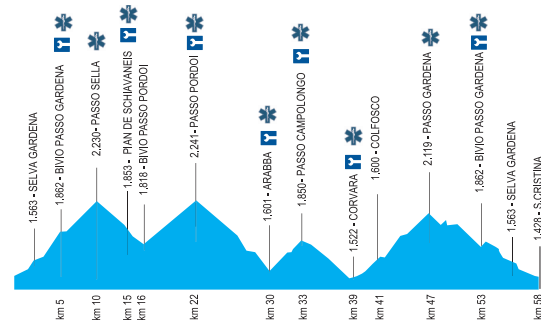 1,563 - SELVA GARDENA
1,862 - BIVIO PASSO GARDENA
2,230 - PASSO SELLA
1,853 - PIAN DE SCHIAVANEIS
1,818 - BIVIO PASSO PORDOI
2,241 - PASSO PORDOI
1,601 - ARABBA
1,850 - PASSO CAMPOLONGO
1,522 - CORVARA
1,600 - COLFOSCO
2,119 - PASSO GARDENA
1,862 - BIVIO PASSO GARDENA
1,563 - SELVA GARDENA
1,428 - S.CRISTINA
km 5
km 10
km 15
km 16
km 22
km 30
km 33
km 39
km 41
km 47
km 53
km 58